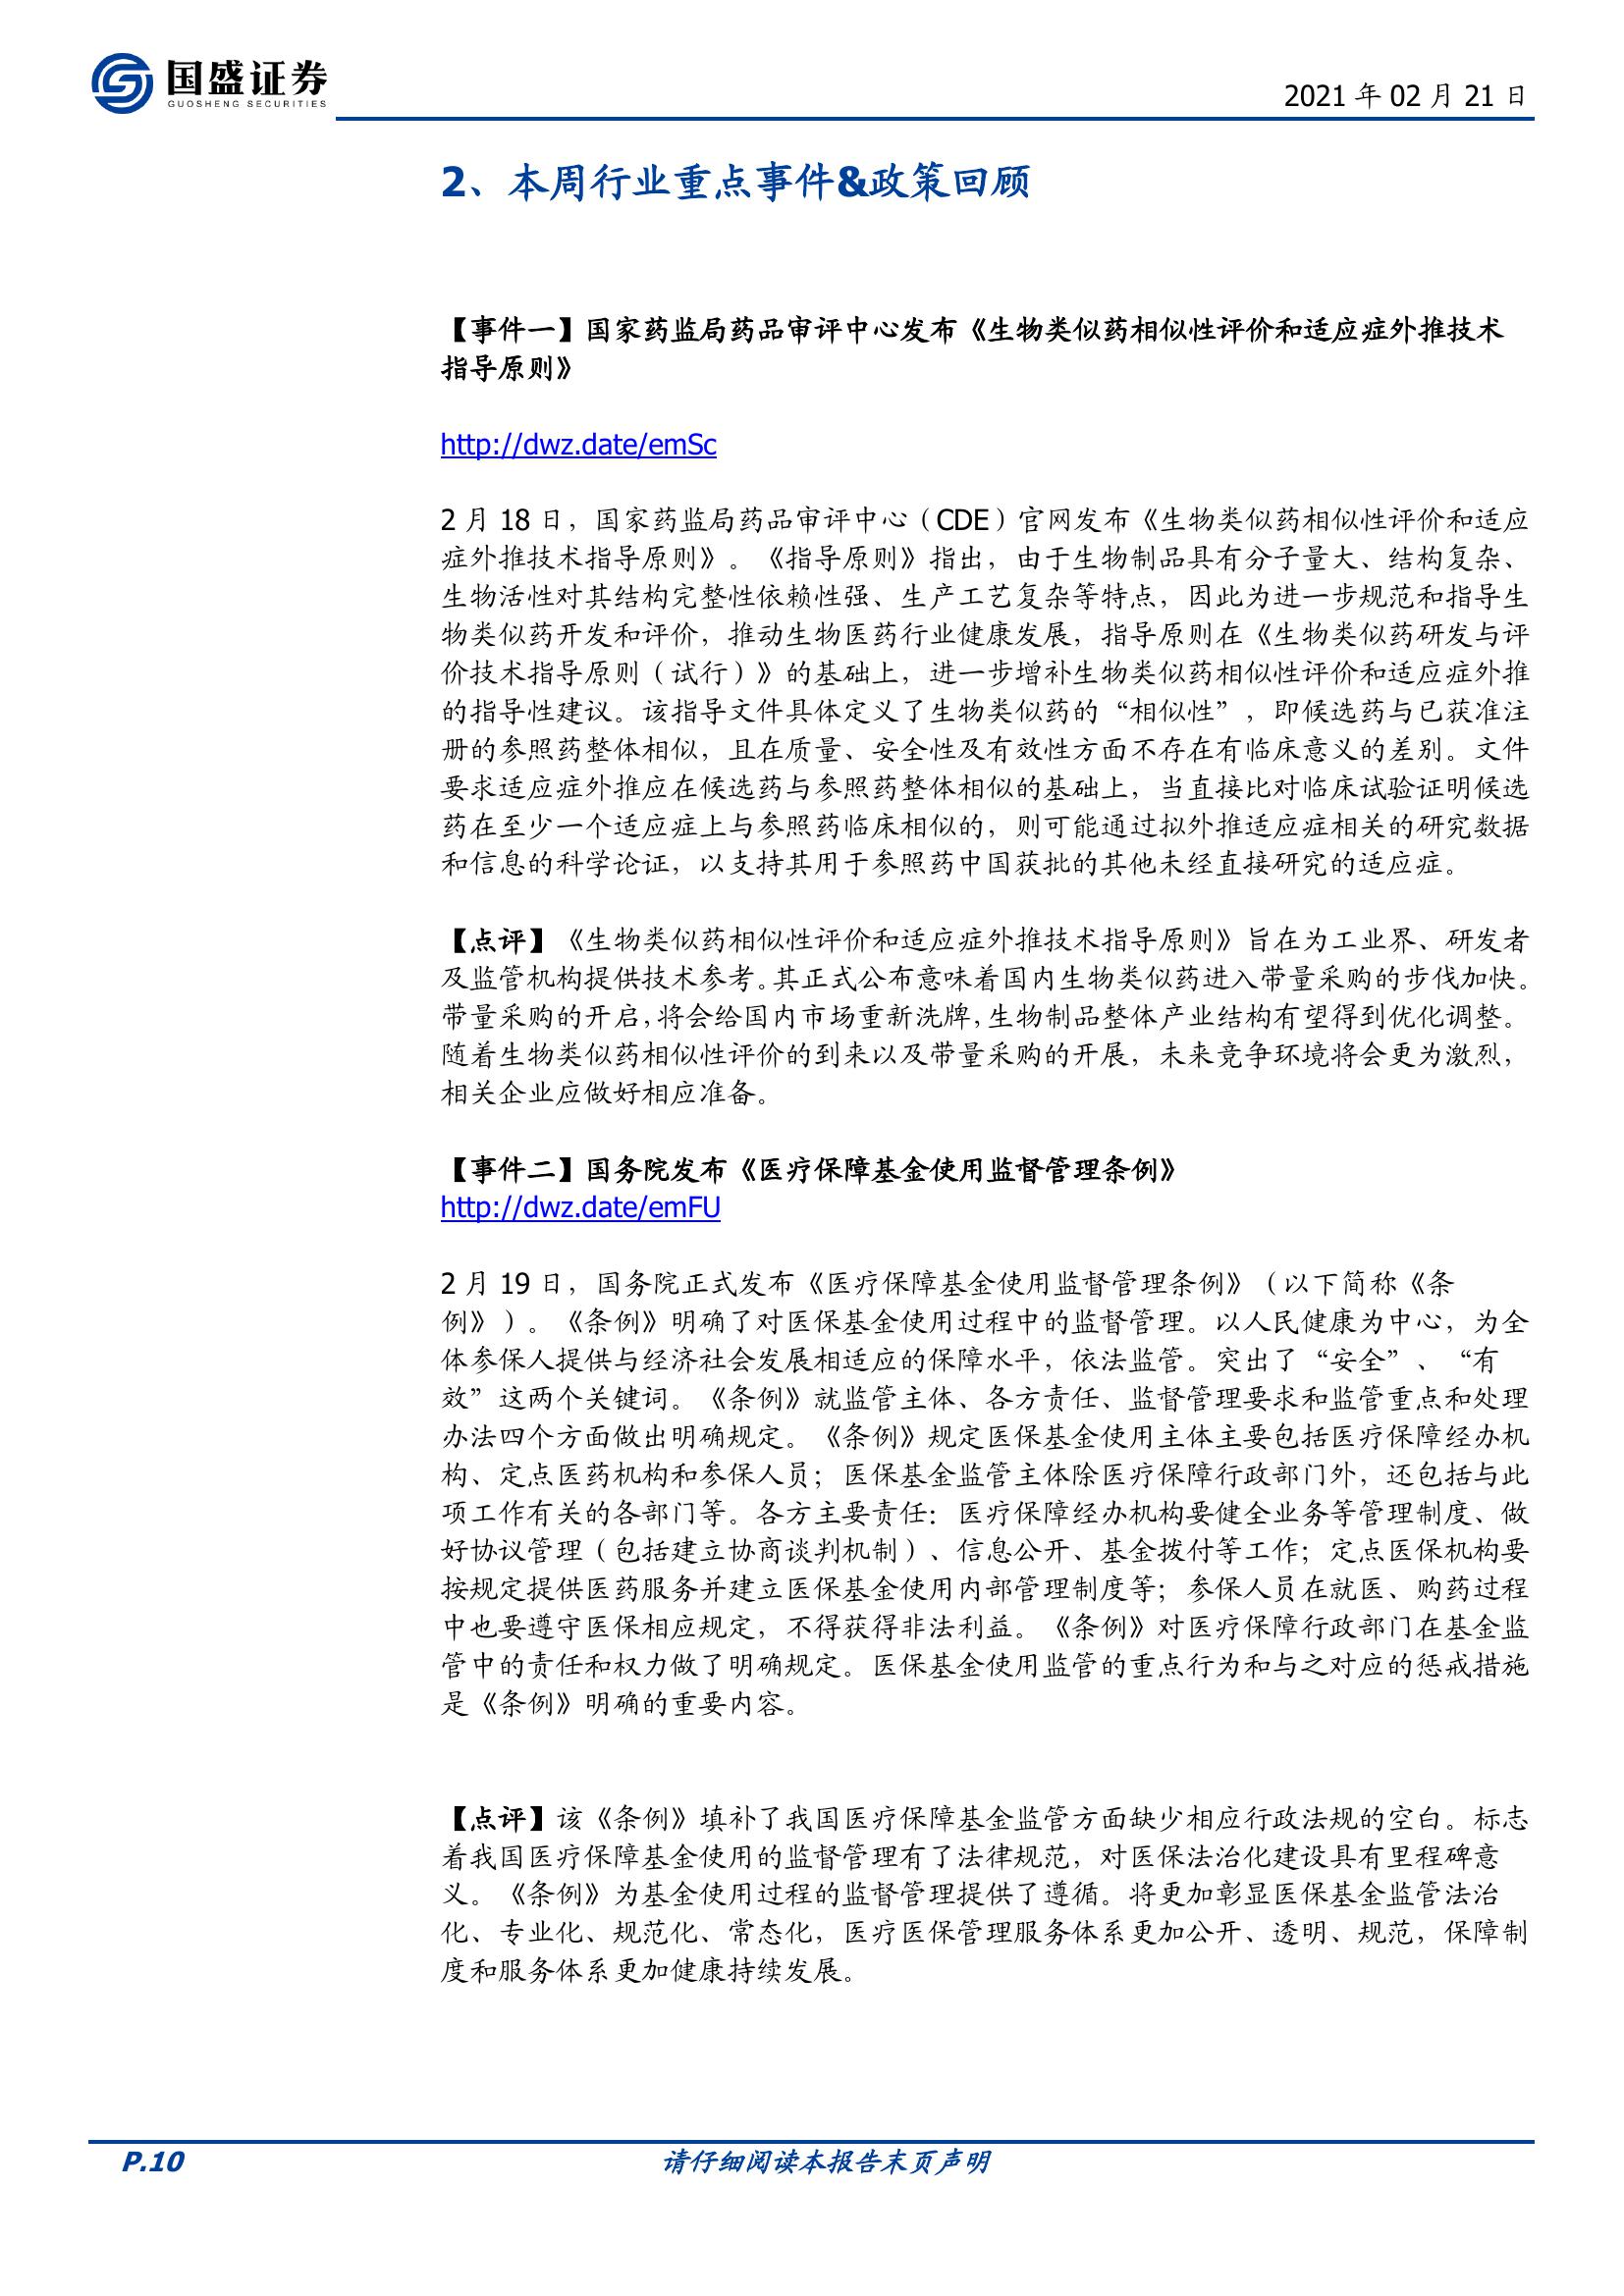 国盛证券
GUOSHENG SECURITIES
2021 年 02 月 21 日
2、本周行业重点事件&政策回顾
【事件一】国家药监局药品审评中心发布《生物类似药相似性评价和适应症外推技术
指导原则》
http://dwz.date/emSc
2 月 18 日，国家药监局药品审评中心（CDE）官网发布《生物类似药相似性评价和适应
症外推技术指导原则》。《指导原则》指出，由于生物制品具有分子量大、结构复杂、
生物活性对其结构完整性依赖性强、生产工艺复杂等特点，因此为进一步规范和指导生
物类似药开发和评价，推动生物医药行业健康发展，指导原则在《生物类似药研发与评
价技术指导原则（试行）》的基础上，进一步增补生物类似药相似性评价和适应症外推
的指导性建议。该指导文件具体定义了生物类似药的“相似性”，即候选药与已获准注
册的参照药整体相似，且在质量、安全性及有效性方面不存在有临床意义的差别。文件
要求适应症外推应在候选药与参照药整体相似的基础上，当直接比对临床试验证明候选
药在至少一个适应症上与参照药临床相似的，则可能通过拟外推适应症相关的研究数据
和信息的科学论证，以支持其用于参照药中国获批的其他未经直接研究的适应症。
【点评】《生物类似药相似性评价和适应症外推技术指导原则》旨在为工业界、研发者
及监管机构提供技术参考。其正式公布意味着国内生物类似药进入带量采购的步伐加快。
带量采购的开启，将会给国内市场重新洗牌，生物制品整体产业结构有望得到优化调整。
随着生物类似药相似性评价的到来以及带量采购的开展，未来竞争环境将会更为激烈，
相关企业应做好相应准备。
【事件二】国务院发布《医疗保障基金使用监督管理条例》
http://dwz.date/emFU
2 月 19 日，国务院正式发布《医疗保障基金使用监督管理条例》（以下简称《条
例》）。《条例》明确了对医保基金使用过程中的监督管理。以人民健康为中心，为全
体参保人提供与经济社会发展相适应的保障水平，依法监管。突出了“安全”、“有
效”这两个关键词。《条例》就监管主体、各方责任、监督管理要求和监管重点和处理
办法四个方面做出明确规定。《条例》规定医保基金使用主体主要包括医疗保障经办机
构、定点医药机构和参保人员；医保基金监管主体除医疗保障行政部门外，还包括与此
项工作有关的各部门等。各方主要责任：医疗保障经办机构要健全业务等管理制度、做
好协议管理（包括建立协商谈判机制）、信息公开、基金拨付等工作；定点医保机构要
按规定提供医药服务并建立医保基金使用内部管理制度等；参保人员在就医、购药过程
中也要遵守医保相应规定，不得获得非法利益。《条例》对医疗保障行政部门在基金监
管中的责任和权力做了明确规定。医保基金使用监管的重点行为和与之对应的惩戒措施
是《条例》明确的重要内容。
【点评】该《条例》填补了我国医疗保障基金监管方面缺少相应行政法规的空白。标志
着我国医疗保障基金使用的监督管理有了法律规范，对医保法治化建设具有里程碑意
义。《条例》为基金使用过程的监督管理提供了遵循。将更加彰显医保基金监管法治
化、专业化、规范化、常态化，医疗医保管理服务体系更加公开、透明、规范，保障制
度和服务体系更加健康持续发展。
P.10
请仔细阅读本报告末页声明